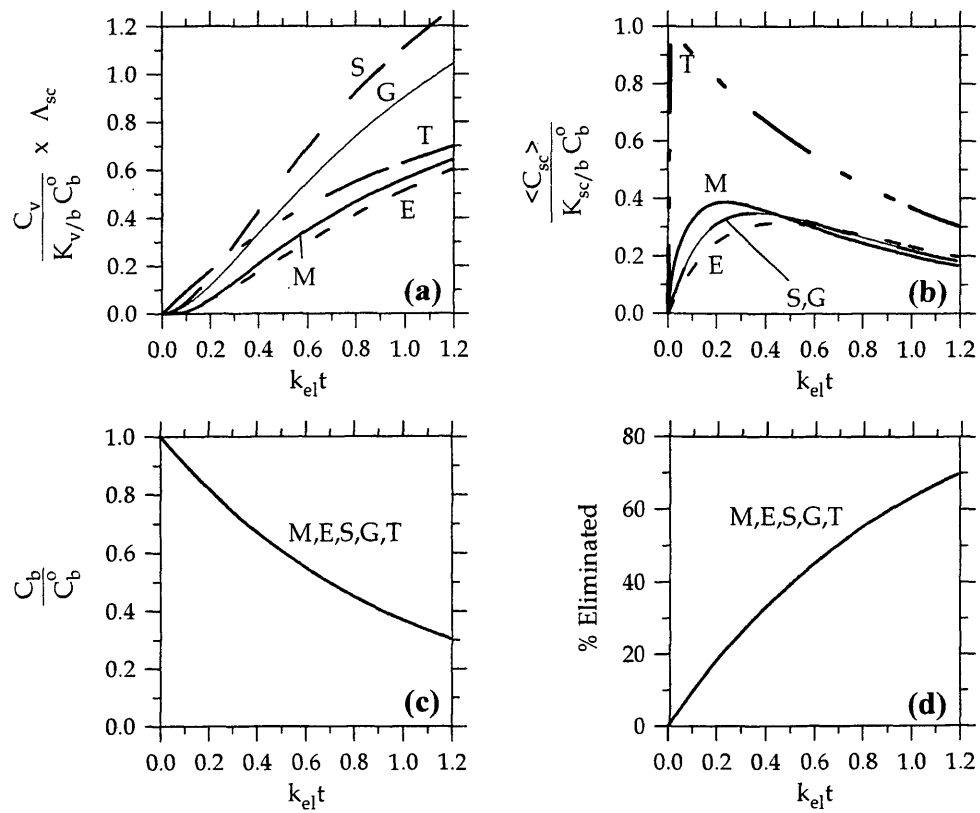 C_v / K_{v/b} C_b^o x Λ_sc
1.2
1.0
0.8
0.6
0.4
0.2
0.0
S
G
T
E
M
(a)
0.0 0.2 0.4 0.6 0.8 1.0 1.2
k_el t
<C_sc> / K_{sc/b} C_b^o
1.0
0.8
0.6
0.4
0.2
0.0
T
M
E
S,G
(b)
0.0 0.2 0.4 0.6 0.8 1.0 1.2
k_el t
C_b / C_b^o
1.0
0.8
0.6
0.4
0.2
0.0
M,E,S,G,T
(c)
0.0 0.2 0.4 0.6 0.8 1.0 1.2
k_el t
% Eliminated
80
60
40
20
0
M,E,S,G,T
(d)
0.0 0.2 0.4 0.6 0.8 1.0 1.2
k_el t